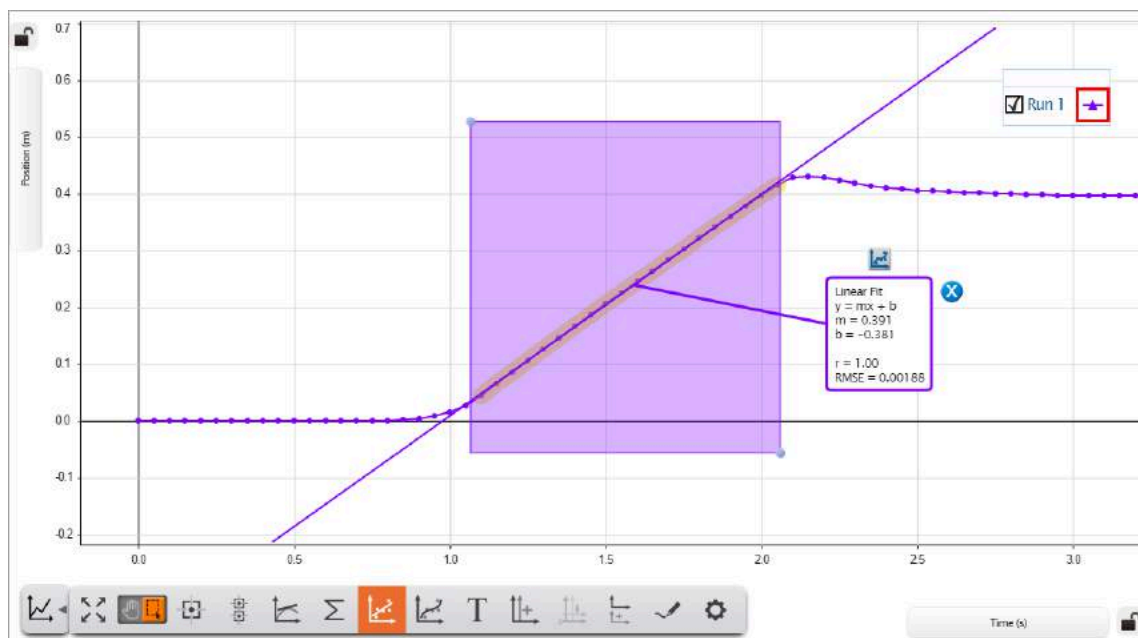 0.7
0.6
Run 1
0.5
0.4
0.3
0.2
0.1
0.0
-0.1
-0.2
Position (m)
Linear Fit
y = mx + b
m = 0.391
b = -0.381
r = 1.00
RMSE = 0.00188
0.0 0.5 1.0 1.5 2.0 2.5 3.0
Σ T
Time (s)